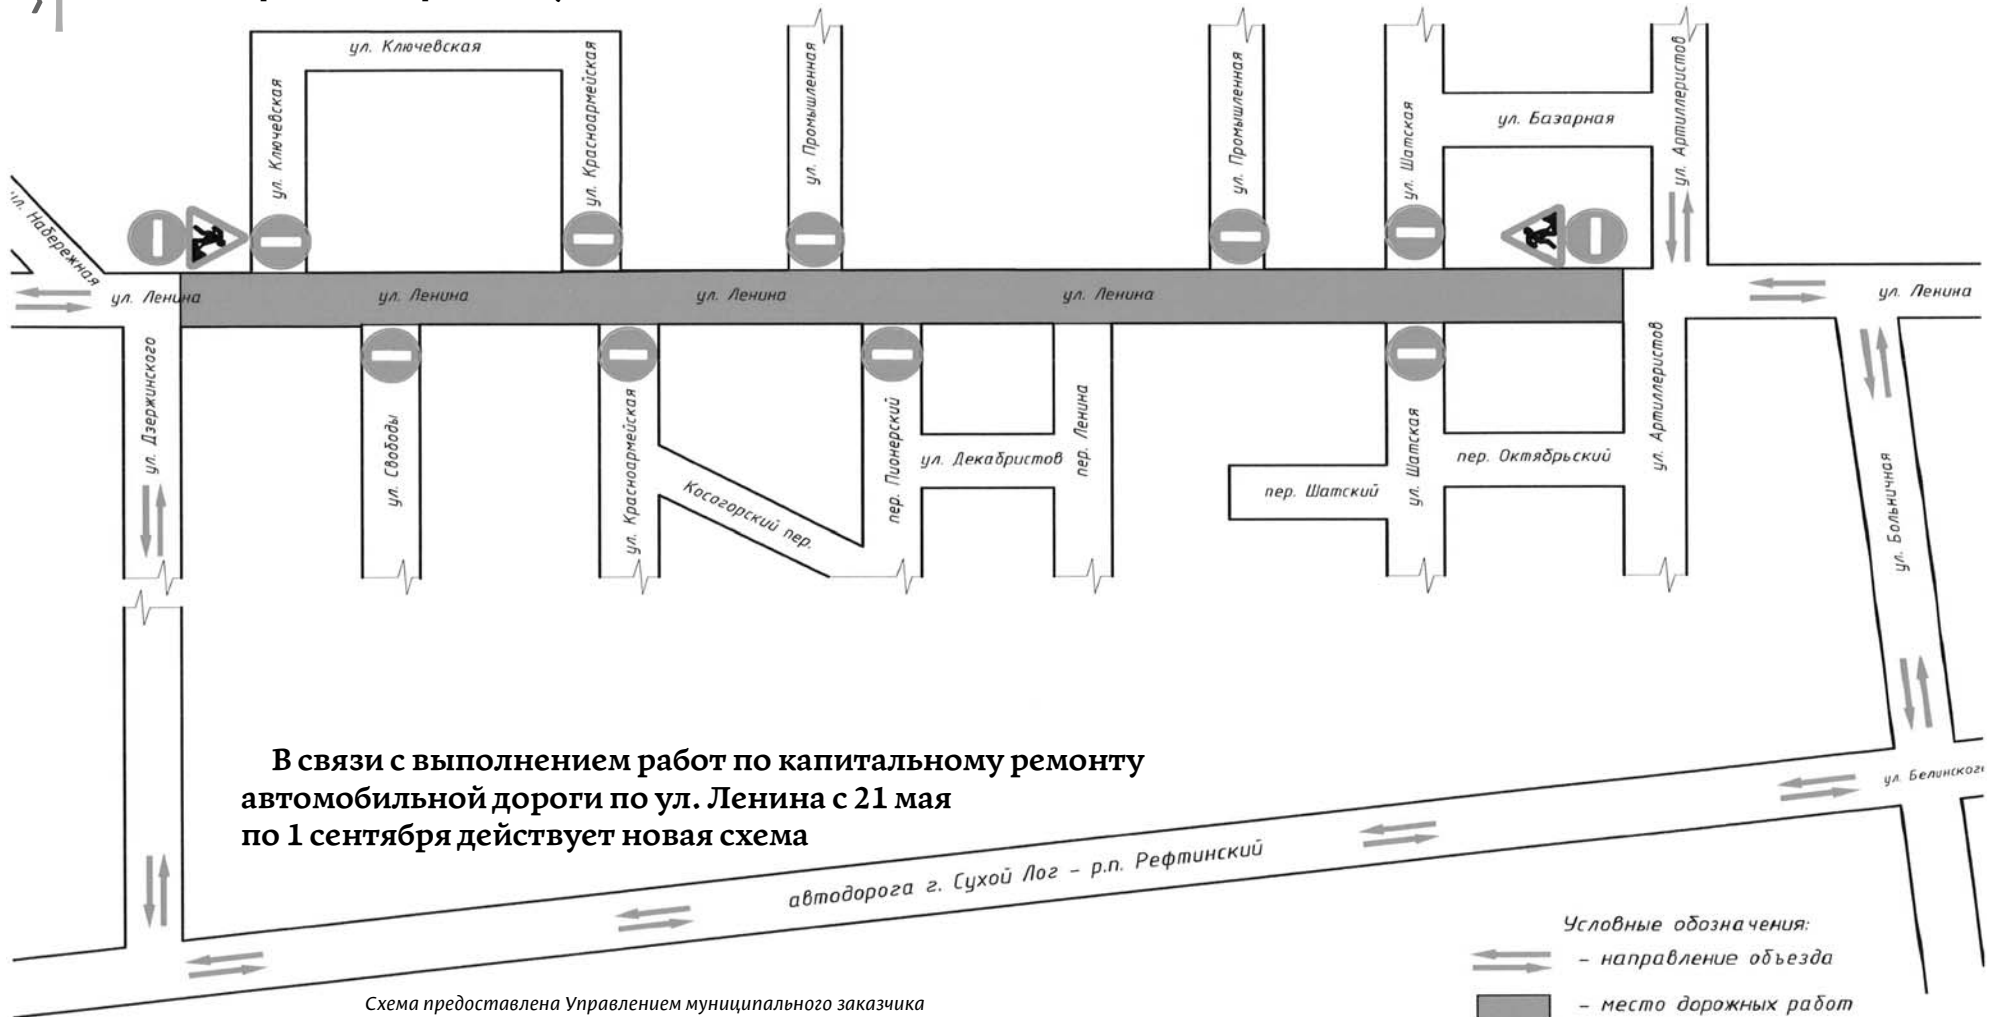 ул. Ключевская
ул. Ключевская
ул. Красноармейская
ул. Промышленная
ул. Промышленная
ул. Шатская
ул. Базарная
ул. Артиллеристов
ул. Набережная
ул. Ленина
ул. Ленина
ул. Ленина
ул. Ленина
ул. Ленина
ул. Дзержинского
ул. Свободы
ул. Красноармейская
Косогорский пер.
пер. Пионерский
ул. Декабристов
пер. Ленина
пер. Шатский
ул. Шатская
пер. Октябрьский
ул. Артиллеристов
ул. Больничная
В связи с выполнением работ по капитальному ремонту
автомобильной дороги по ул. Ленина с 21 мая
по 1 сентября действует новая схема
ул. Белинског
автодорога г. Сухой Лог - р.п. Рефтинский
Условные обозначения:
- направление объезда
- место дорожных работ
Схема предоставлена Управлением муниципального заказчика